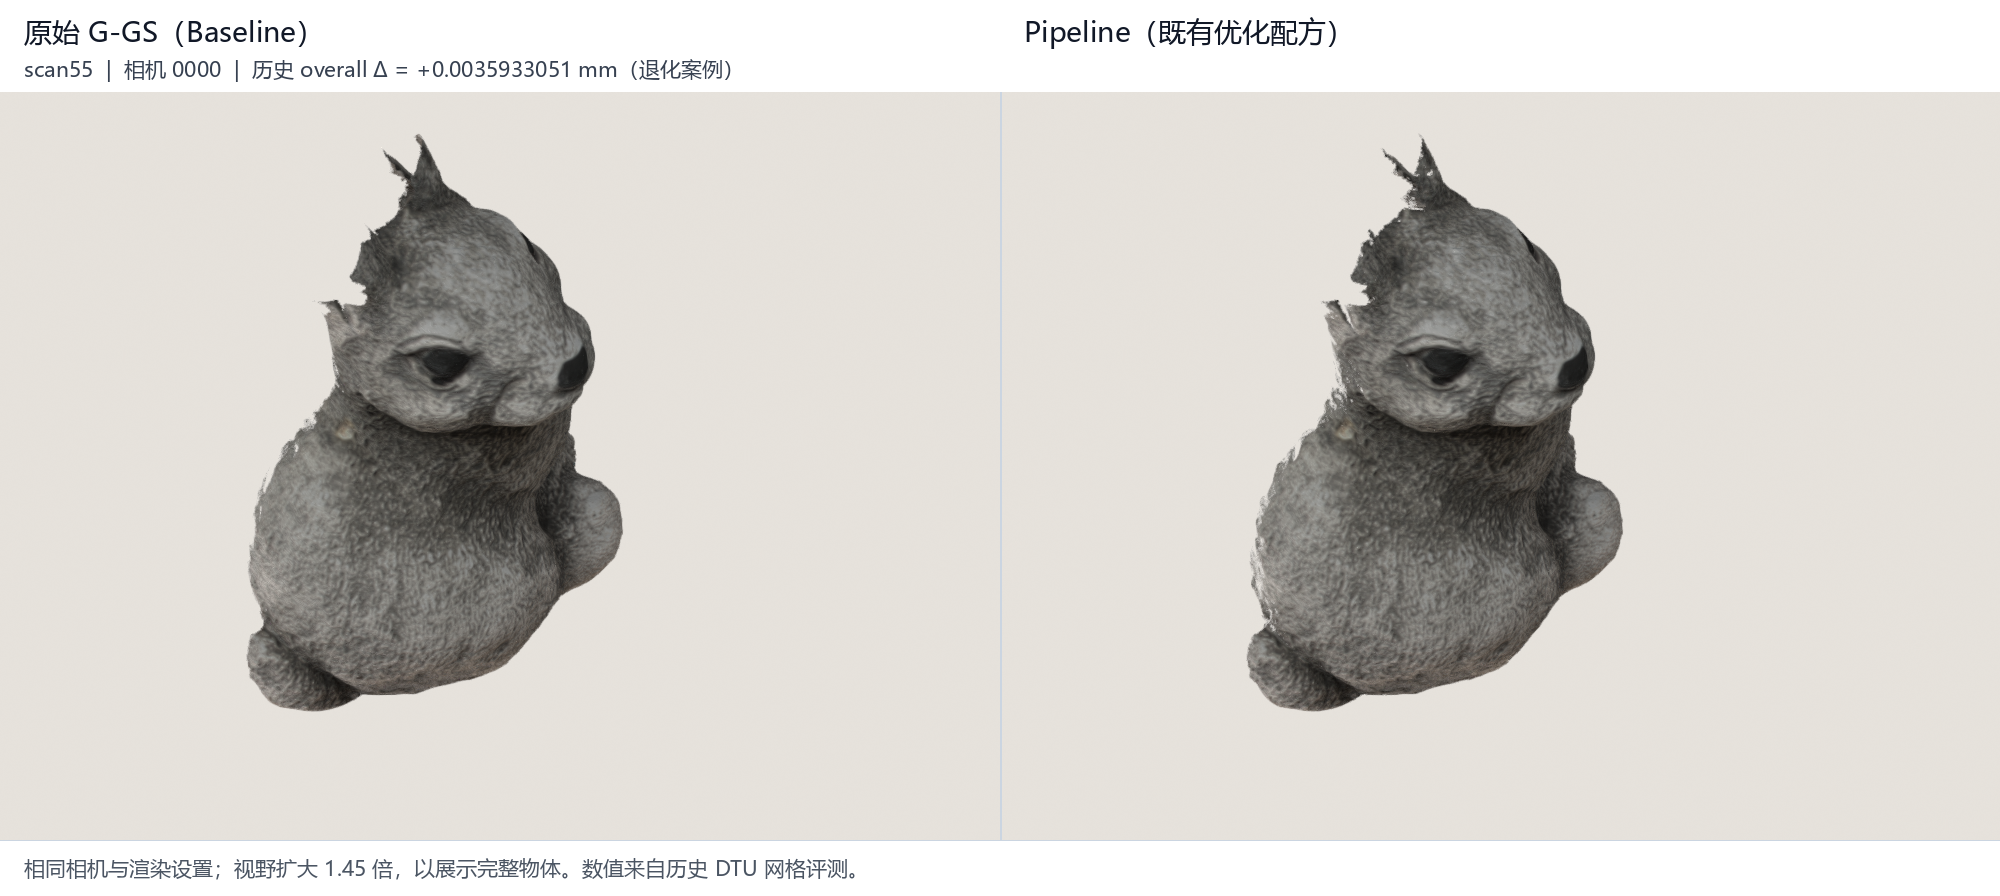 原始 G-GS（Baseline）
Pipeline（既有优化配方）
scan55 ｜ 相机 0000 ｜ 历史 overall Δ = +0.0035933051 mm（退化案例）
相同相机与渲染设置；视野扩大 1.45 倍，以展示完整物体。数值来自历史 DTU 网格评测。